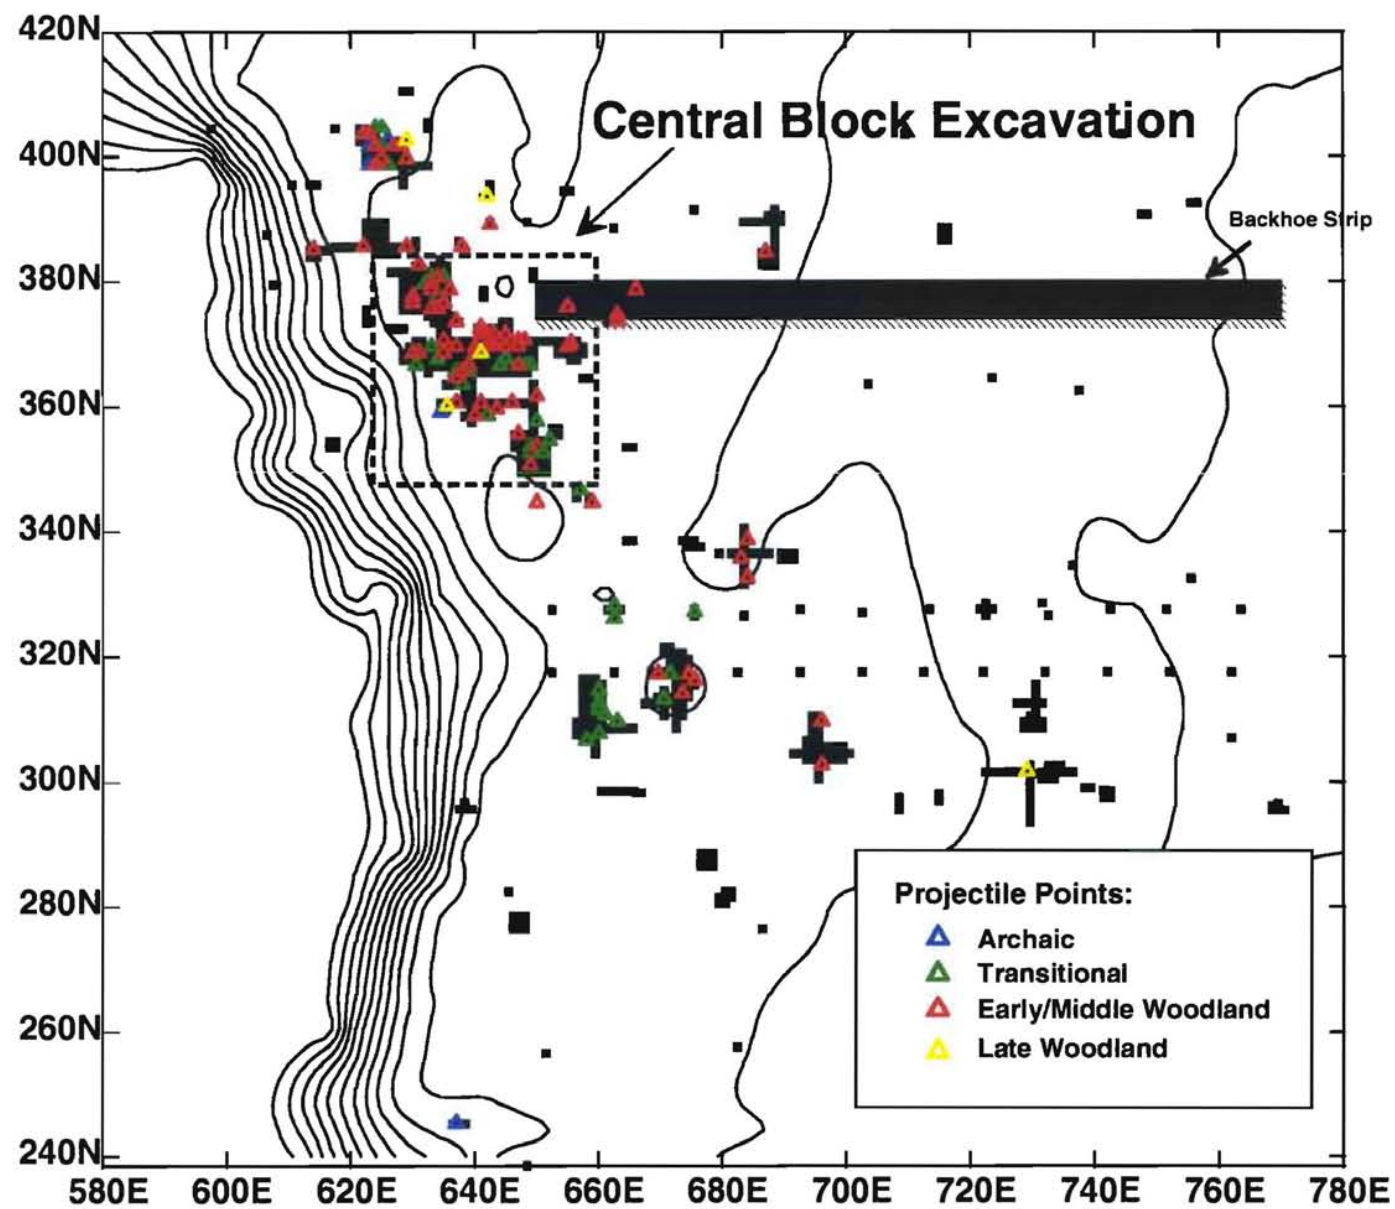 420N
400N
380N
360N
340N
320N
300N
280N
260N
240N
Central Block Excavation
Backhoe Strip
Projectile Points:
Archaic
Transitional
Early/Middle Woodland
Late Woodland
580E 600E 620E 640E 660E 680E 700E 720E 740E 760E 780E